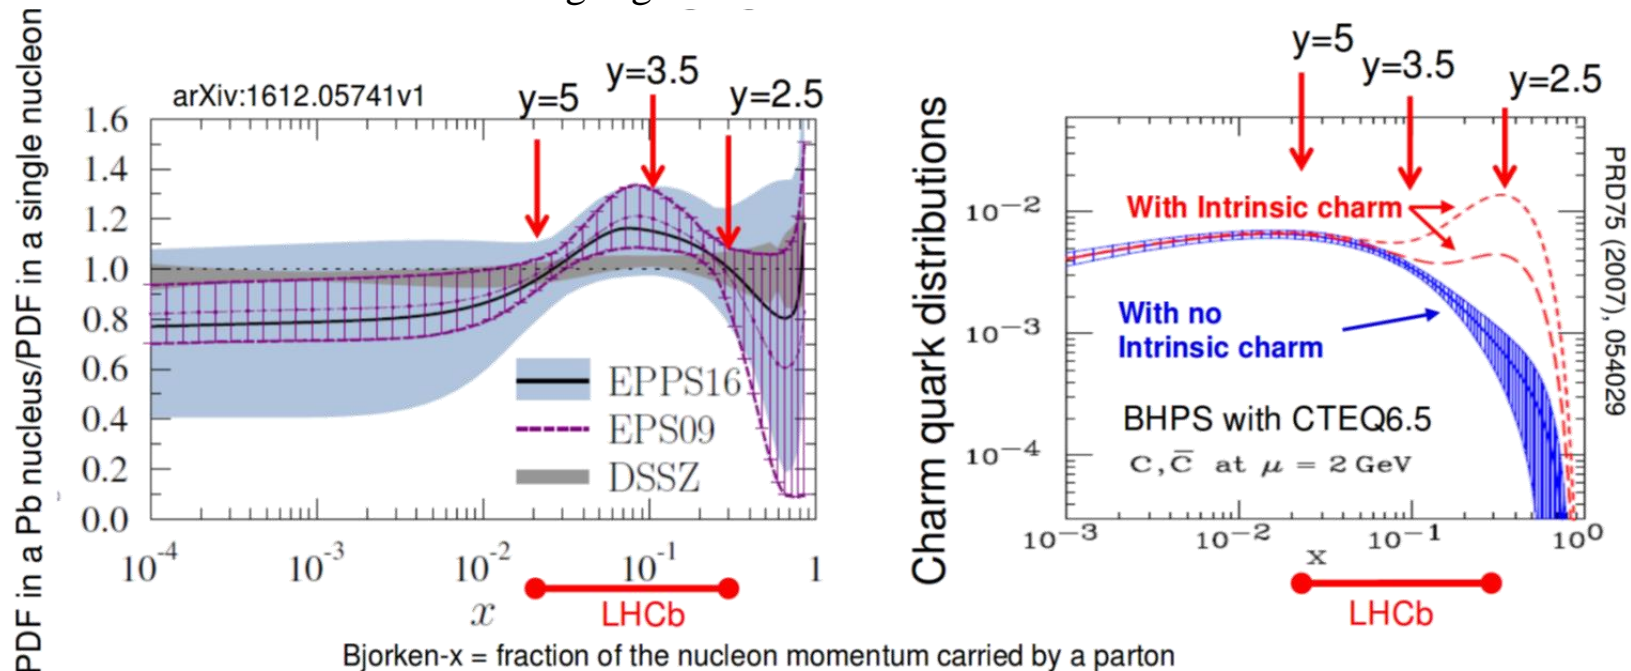 PDF in a Pb nucleus/PDF in a single nucleon
arXiv:1612.05741v1
y=5
y=3.5
y=2.5
1.6
1.4
1.2
1.0
0.8
0.6
0.4
0.2
0.0
EPPS16
EPS09
DSSZ
10⁻⁴
10⁻³
10⁻²
10⁻¹
1
x
LHCb
Charm quark distributions
y=5
y=3.5
y=2.5
10⁻²
10⁻³
10⁻⁴
With Intrinsic charm
With no
Intrinsic charm
BHPS with CTEQ6.5
C, C̅ at μ = 2 GeV
PRD75 (2007), 054029
10⁻³
10⁻²
10⁻¹
10⁰
x
LHCb
Bjorken-x = fraction of the nucleon momentum carried by a parton